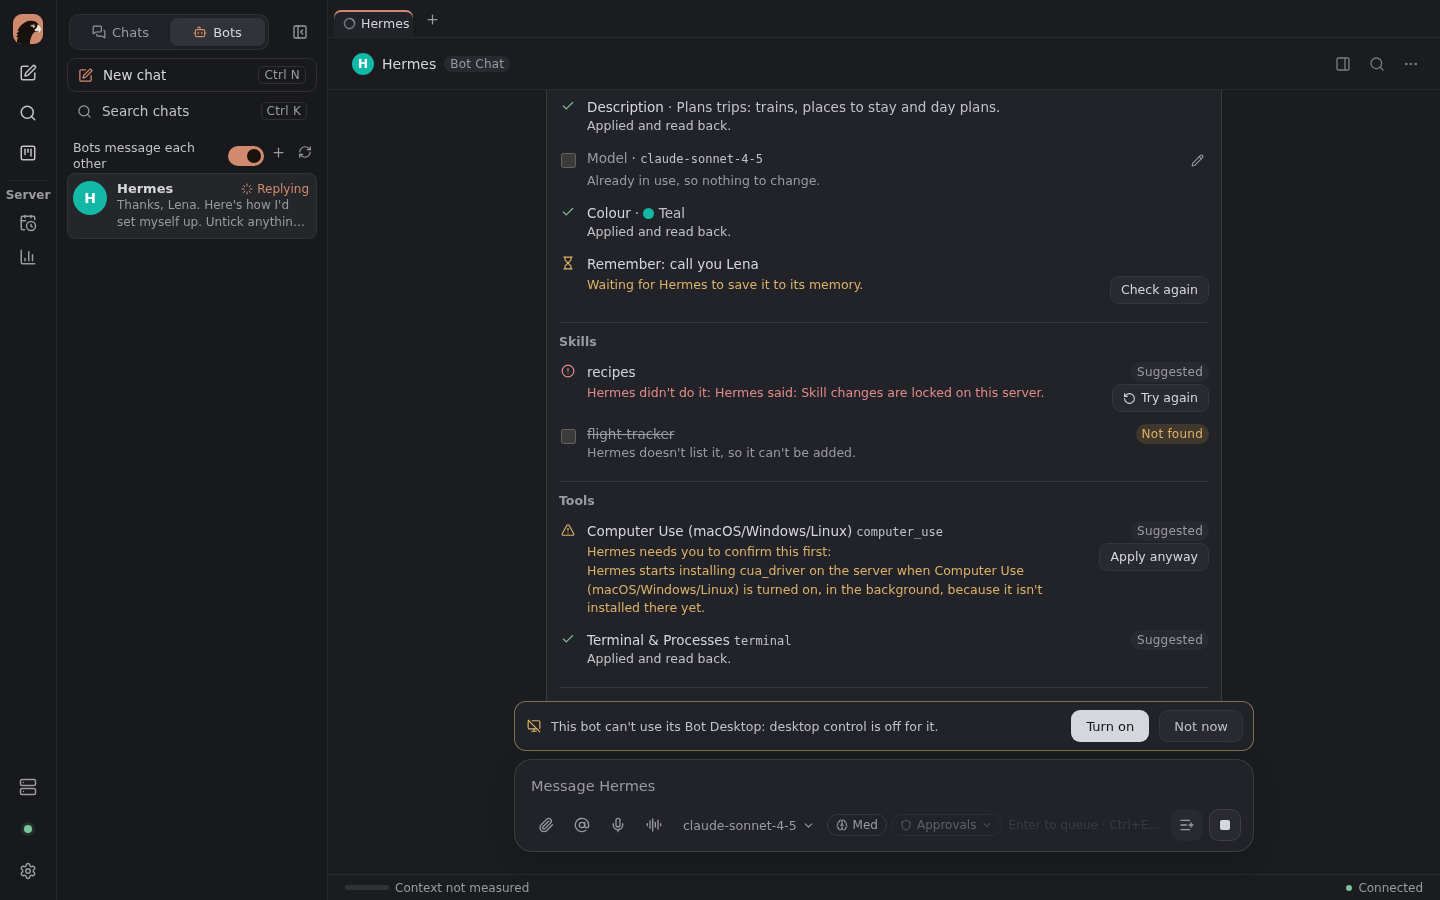 Chats
Bots
New chat
Ctrl N
Search chats
Ctrl K
Bots message each other
Server
H
Hermes
Replying
Thanks, Lena. Here's how I'd
set myself up. Untick anythin…
Hermes
H
Hermes
Bot Chat
Description · Plans trips: trains, places to stay and day plans.
Applied and read back.
Model · claude-sonnet-4-5
Already in use, so nothing to change.
Colour · Teal
Applied and read back.
Remember: call you Lena
Waiting for Hermes to save it to its memory.
Check again
Skills
recipes
Suggested
Hermes didn't do it: Hermes said: Skill changes are locked on this server.
Try again
flight-tracker
Not found
Hermes doesn't list it, so it can't be added.
Tools
Computer Use (macOS/Windows/Linux) computer_use
Suggested
Hermes needs you to confirm this first:
Hermes starts installing cua_driver on the server when Computer Use
(macOS/Windows/Linux) is turned on, in the background, because it isn't
installed there yet.
Apply anyway
Terminal & Processes terminal
Suggested
Applied and read back.
This bot can't use its Bot Desktop: desktop control is off for it.
Turn on
Not now
Message Hermes
claude-sonnet-4-5
Med
Approvals
Enter to queue · Ctrl+E…
Context not measured
Connected